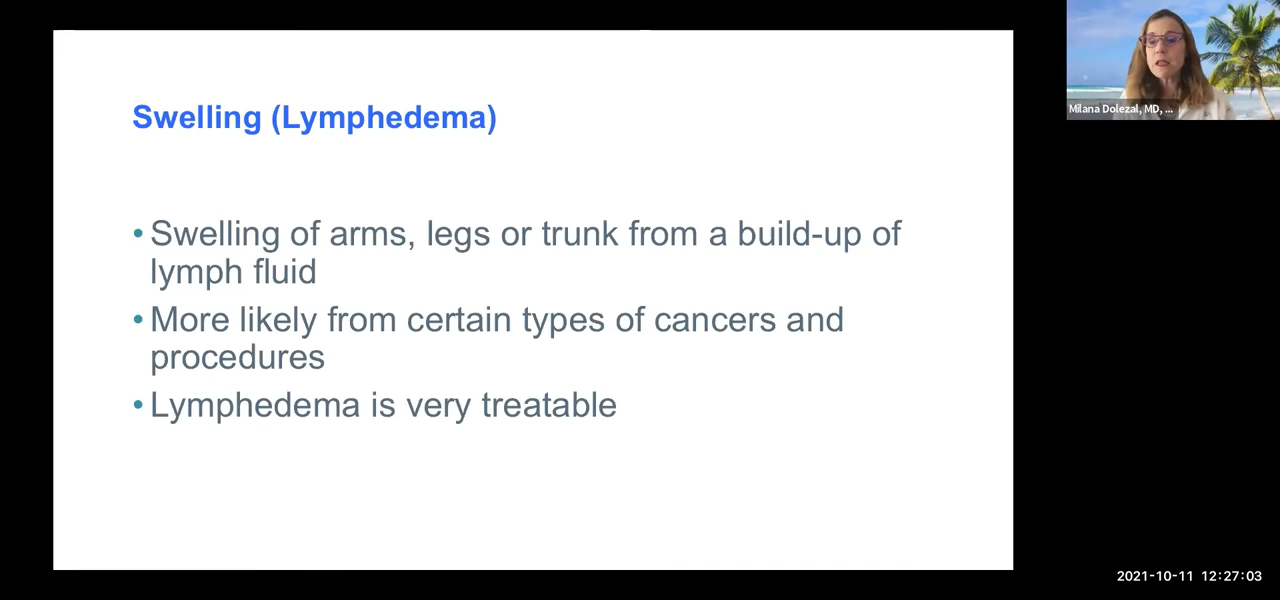 Swelling (Lymphedema)
• Swelling of arms, legs or trunk from a build-up of
lymph fluid
• More likely from certain types of cancers and
procedures
• Lymphedema is very treatable
Milana Dolezal, MD, ...
2021-10-11 12:27:03